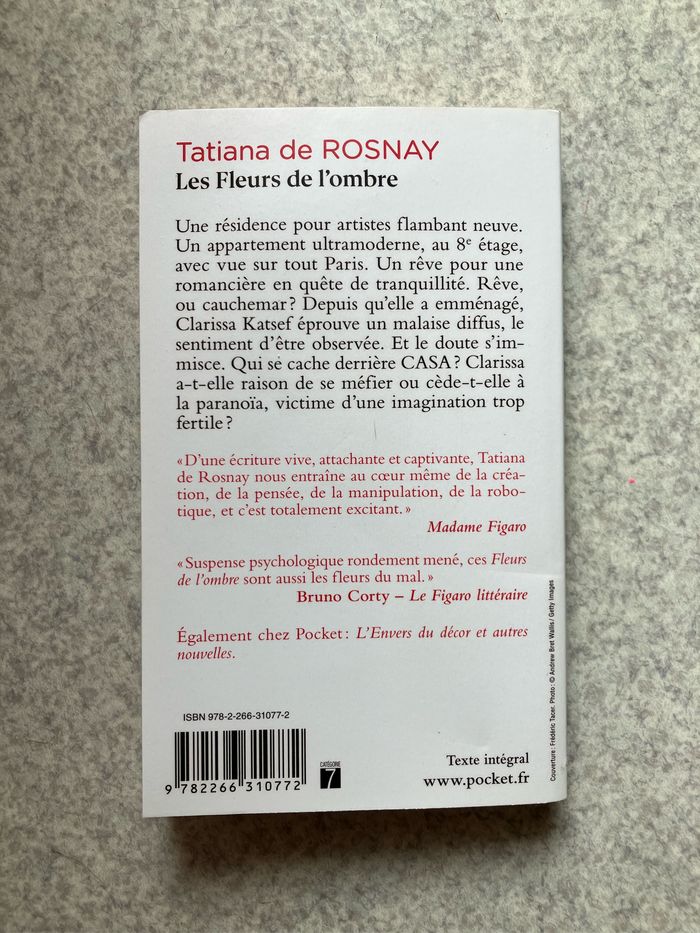 Tatiana de ROSNAY
Les Fleurs de l'ombre
Une résidence pour artistes flambant neuve.
Un appartement ultramoderne, au 8e étage,
avec vue sur tout Paris. Un rêve pour une
romancière en quête de tranquillité. Rêve,
ou cauchemar ? Depuis qu'elle a emménagé,
Clarissa Katsef éprouve un malaise diffus, le
sentiment d'être observée. Et le doute s'im-
misce. Qui se cache derrière CASA ? Clarissa
a-t-elle raison de se méfier ou cède-t-elle à
la paranoïa, victime d'une imagination trop
fertile ?
« D'une écriture vive, attachante et captivante, Tatiana
de Rosnay nous entraîne au cœur même de la créa-
tion, de la pensée, de la manipulation, de la robo-
tique, et c'est totalement excitant. »
Madame Figaro
« Suspense psychologique rondement mené, ces Fleurs
de l'ombre sont aussi les fleurs du mal. »
Bruno Corty – Le Figaro littéraire
Également chez Pocket : L'Envers du décor et autres
nouvelles.
ISBN 978-2-266-31077-2
9 782266 310772
CATÉGORIE
7
Texte intégral
www.pocket.fr
Couverture : Frédéric Tacer. Photo : © Andrew Bret Wallis / Getty Images